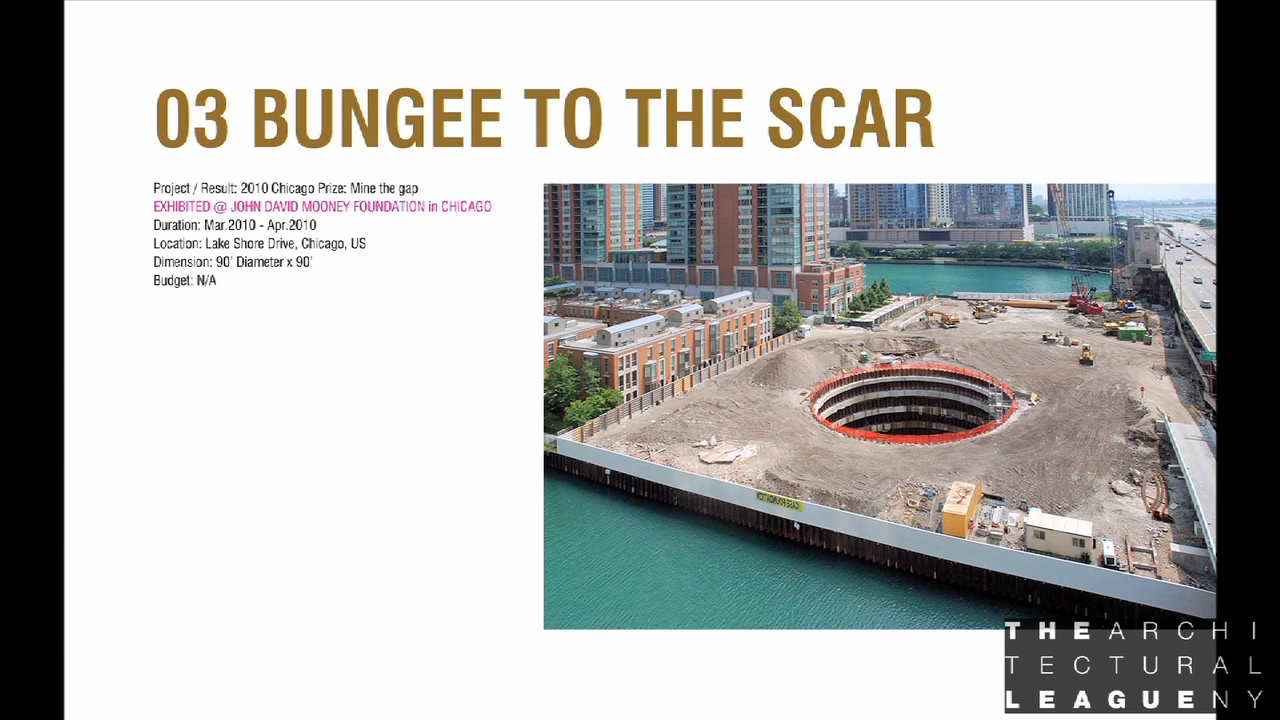 03 BUNGEE TO THE SCAR
Project / Result: 2010 Chicago Prize: Mine the gap
EXHIBITED @ JOHN DAVID MOONEY FOUNDATION in CHICAGO
Duration: Mar.2010 - Apr.2010
Location: Lake Shore Drive, Chicago, US
Dimension: 90' Diameter x 90'
Budget: N/A
CASE FOUNDATION
THE ARCHI
TECTURAL
LEAGUE NY